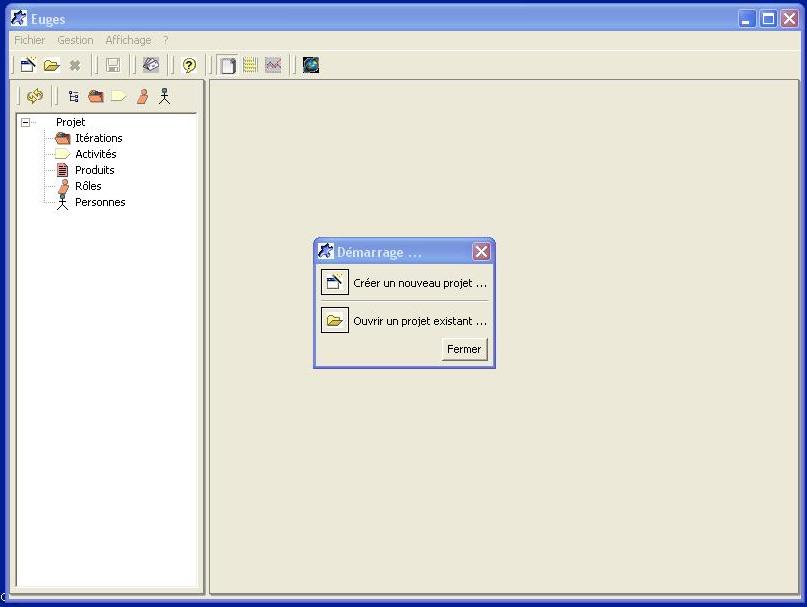 Euges
Fichier Gestion Affichage ?
Projet
Itérations
Activités
Produits
Rôles
Personnes
Démarrage ...
Créer un nouveau projet ...
Ouvrir un projet existant ...
Fermer